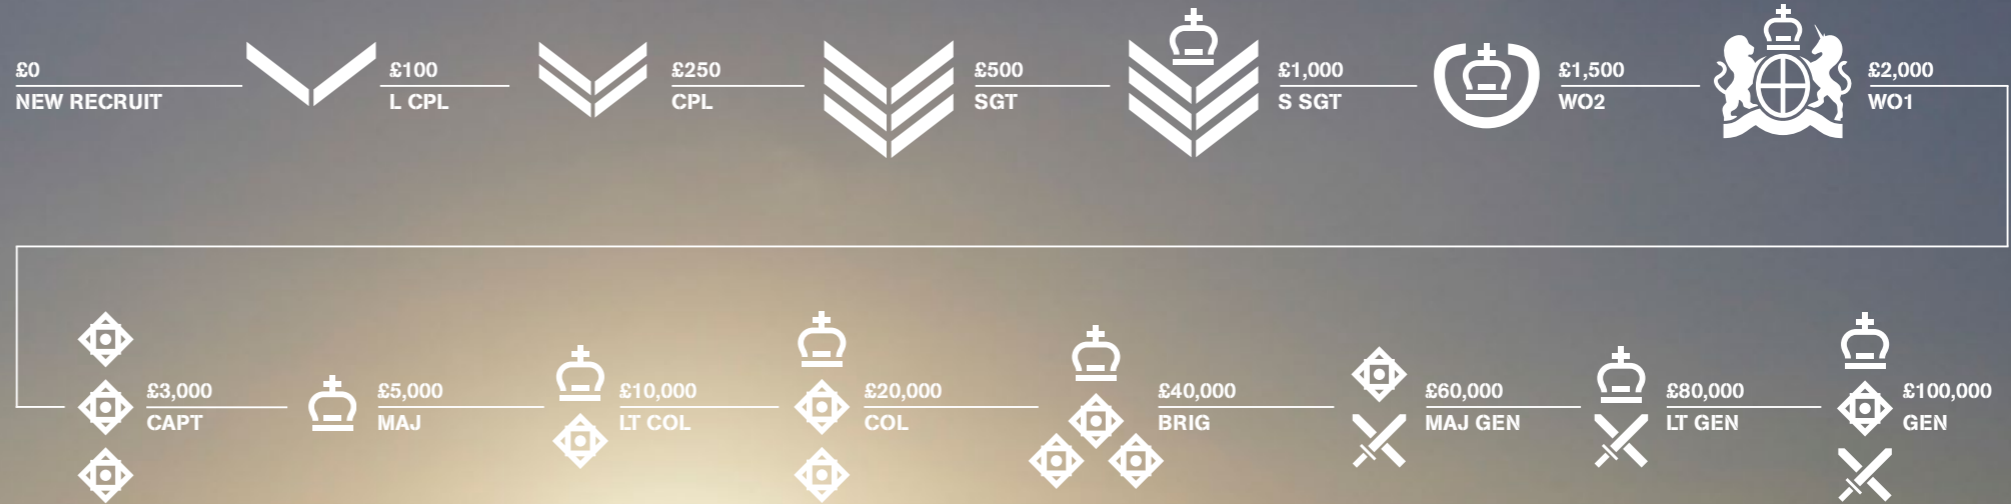 £0
NEW RECRUIT
£100
L CPL
£250
CPL
£500
SGT
£1,000
S SGT
£1,500
WO2
£2,000
WO1
£3,000
CAPT
£5,000
MAJ
£10,000
LT COL
£20,000
COL
£40,000
BRIG
£60,000
MAJ GEN
£80,000
LT GEN
£100,000
GEN